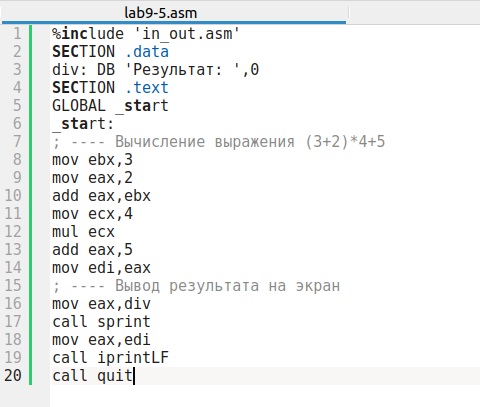 lab9-5.asm
1 %include 'in_out.asm'
2 SECTION .data
3 div: DB 'Результат: ',0
4 SECTION .text
5 GLOBAL _start
6 _start:
7 ; ---- Вычисление выражения (3+2)*4+5
8 mov ebx,3
9 mov eax,2
10 add eax,ebx
11 mov ecx,4
12 mul ecx
13 add eax,5
14 mov edi,eax
15 ; ---- Вывод результата на экран
16 mov eax,div
17 call sprint
18 mov eax,edi
19 call iprintLF
20 call quit